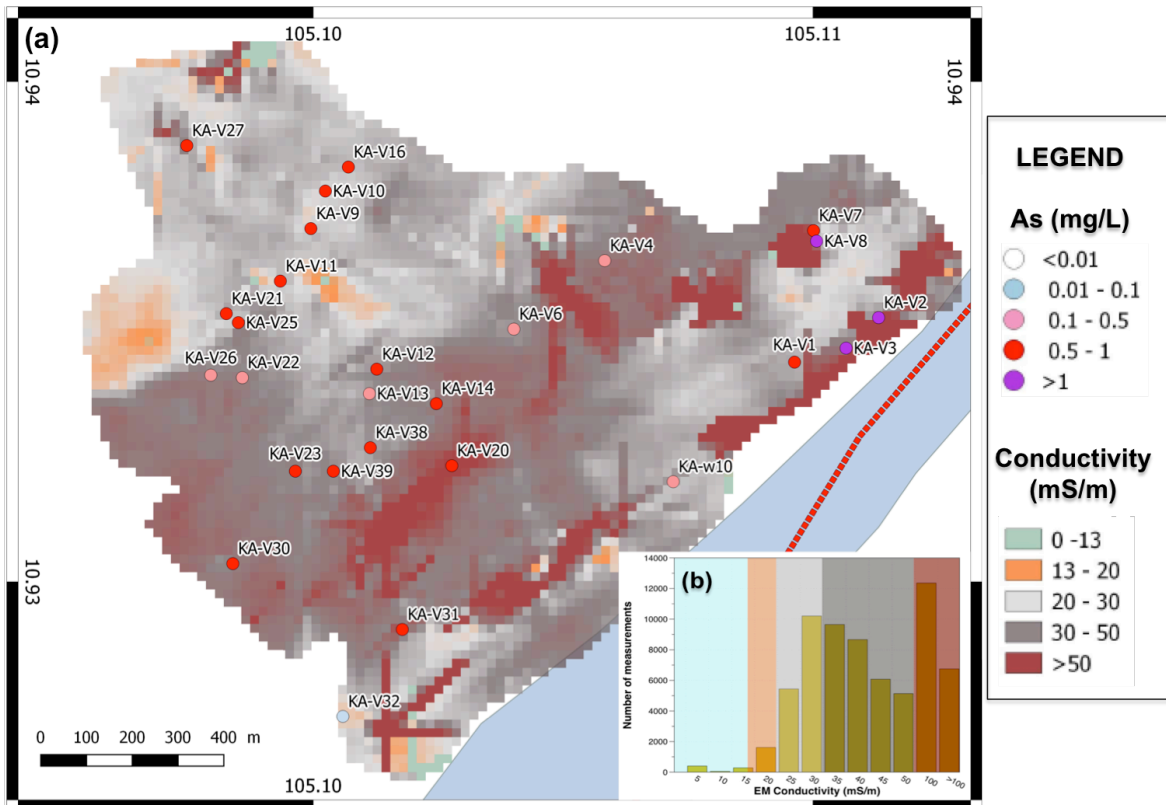 (a)
105.10
105.11
10.94
10.94
KA-V27
KA-V16
KA-V10
KA-V9
KA-V7
KA-V8
KA-V4
KA-V11
KA-V21
KA-V25
KA-V2
KA-V6
KA-V3
KA-V1
KA-V26
KA-V22
KA-V12
KA-V13
KA-V14
KA-V38
KA-V23
KA-V39
KA-V20
KA-w10
KA-V30
10.93
10.93
KA-V31
KA-V32
0 100 200 300 400 m
105.10
LEGEND
As (mg/L)
<0.01
0.01 - 0.1
0.1 - 0.5
0.5 - 1
>1
Conductivity
(mS/m)
0 -13
13 - 20
20 - 30
30 - 50
>50
(b)
Number of measurements
14000
12000
10000
8000
6000
4000
2000
0
5 10 15 20 25 30 35 40 45 50 100 >100
EM Conductivity (mS/m)